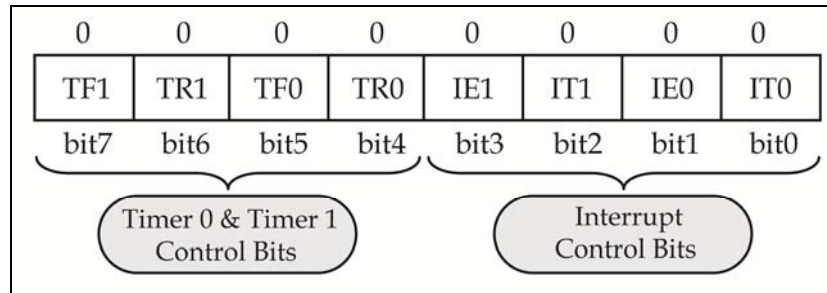 0 0 0 0 0 0 0 0
TF1 TR1 TF0 TR0 IE1 IT1 IE0 IT0
bit7 bit6 bit5 bit4 bit3 bit2 bit1 bit0
Timer 0 & Timer 1
Control Bits
Interrupt
Control Bits